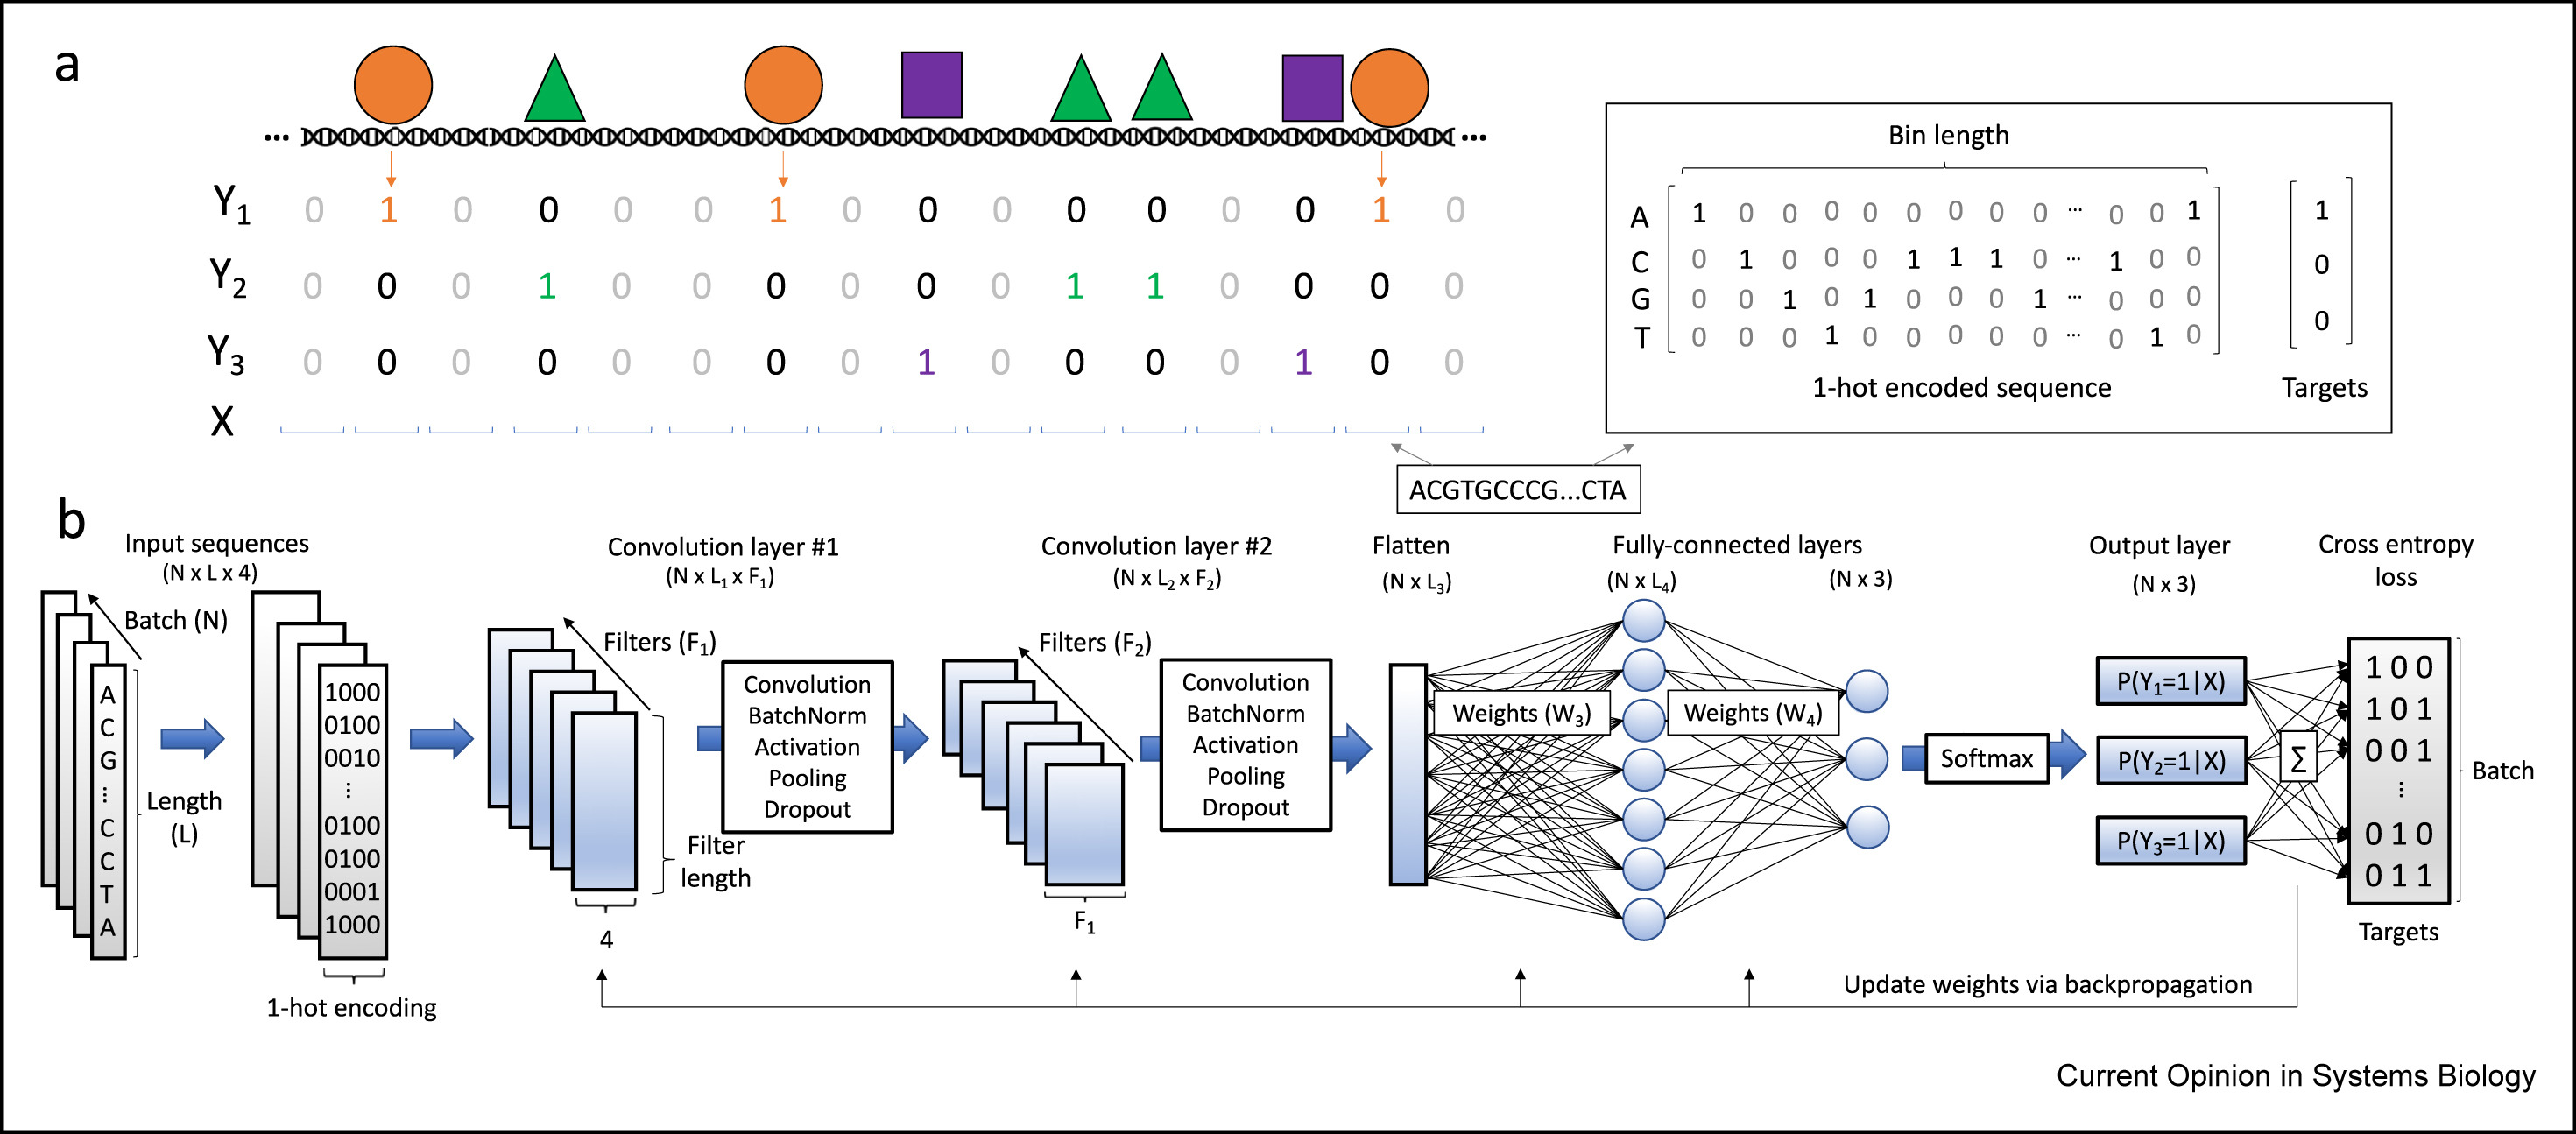 a
... ...
Y1 0 1 0 0 0 0 1 0 0 0 0 0 0 0 1 0
Y2 0 0 0 1 0 0 0 0 0 0 1 1 0 0 0 0
Y3 0 0 0 0 0 0 0 0 1 0 0 0 0 1 0 0
X
Bin length
A 1 0 0 0 0 0 0 0 0 ... 0 0 1
C 0 1 0 0 0 1 1 1 0 ... 1 0 0
G 0 0 1 0 1 0 0 0 1 ... 0 0 0
T 0 0 0 1 0 0 0 0 0 ... 0 1 0
1-hot encoded sequence
1
0
0
Targets
ACGTGCCCG...CTA
b
Input sequences
(N x L x 4)
Batch (N)
A
C
G
⋮
C
C
T
A
Length
(L)
1000
0100
0010
⋮
0100
0100
0001
1000
1-hot encoding
Convolution layer #1
(N x L1 x F1)
Filters (F1)
Filter
length
4
Convolution
BatchNorm
Activation
Pooling
Dropout
Convolution layer #2
(N x L2 x F2)
Filters (F2)
F1
Convolution
BatchNorm
Activation
Pooling
Dropout
Flatten
(N x L3)
Fully-connected layers
(N x L4) (N x 3)
Weights (W3)
Weights (W4)
Softmax
Output layer
(N x 3)
P(Y1=1|X)
P(Y2=1|X)
P(Y3=1|X)
Σ
Cross entropy
loss
1 0 0
1 0 1
0 0 1
⋮
0 1 0
0 1 1
Batch
Targets
Update weights via backpropagation
Current Opinion in Systems Biology